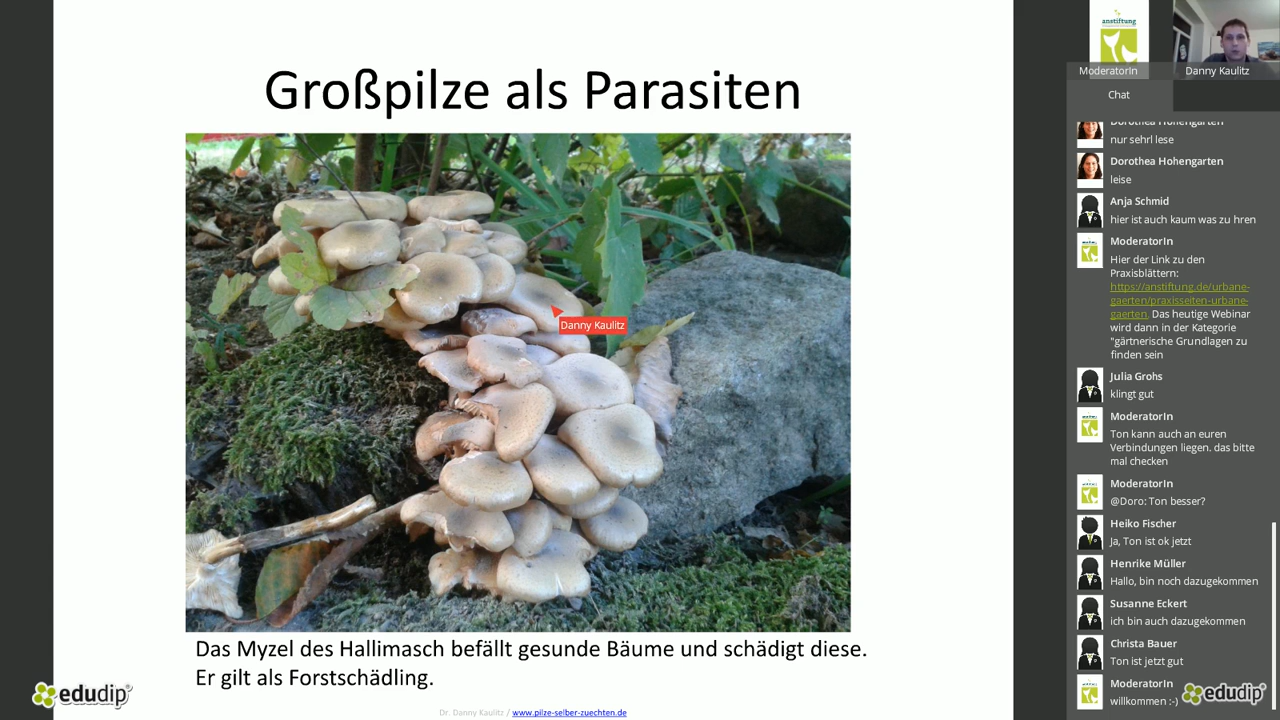 Großpilze als Parasiten
Danny Kaulitz
Das Myzel des Hallimasch befällt gesunde Bäume und schädigt diese.
Er gilt als Forstschädling.
Dr. Danny Kaulitz / www.pilze-selber-zuechten.de
edudip
anstiftung
ModeratorIn
Danny Kaulitz
Chat
Dorothea Hohengarten
nur sehrl lese
Dorothea Hohengarten
leise
Anja Schmid
hier ist auch kaum was zu hren
ModeratorIn
Hier der Link zu den
Praxisblättern:
https://anstiftung.de/urbane-
gaerten/praxisseiten-urbane-
gaerten. Das heutige Webinar
wird dann in der Kategorie
"gärtnerische Grundlagen zu
finden sein
Julia Grohs
klingt gut
ModeratorIn
Ton kann auch an euren
Verbindungen liegen. das bitte
mal checken
ModeratorIn
@Doro: Ton besser?
Heiko Fischer
Ja, Ton ist ok jetzt
Henrike Müller
Hallo, bin noch dazugekommen
Susanne Eckert
ich bin auch dazugekommen
Christa Bauer
Ton ist jetzt gut
ModeratorIn
willkommen :-)
edudip